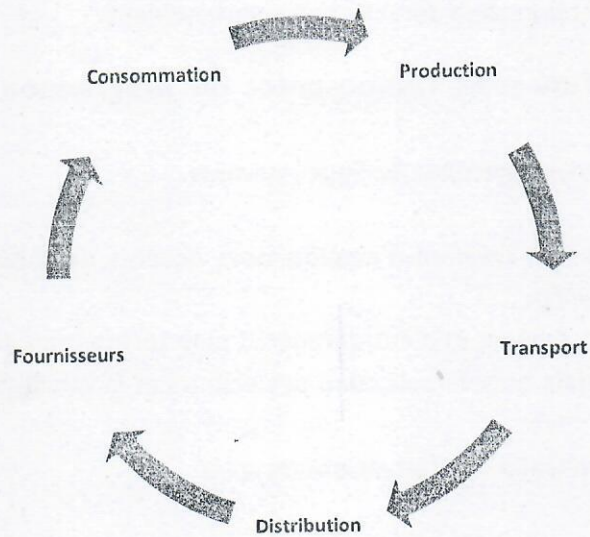 Consommation
Production
Fournisseurs
Transport
Distribution